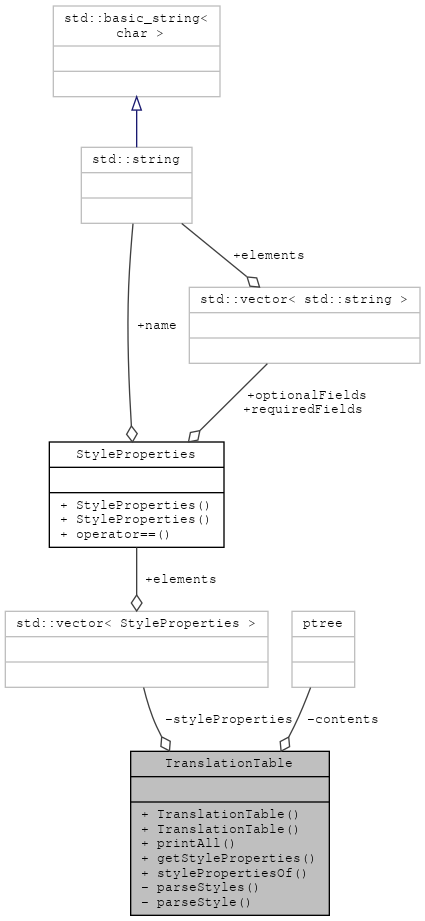 std::basic_string<
char >
std::string
+elements
std::vector< std::string >
+name
+optionalFields
+requiredFields
StyleProperties
+ StyleProperties()
+ StyleProperties()
+ operator==()
+elements
std::vector< StyleProperties >
ptree
-styleProperties
-contents
TranslationTable
+ TranslationTable()
+ TranslationTable()
+ printAll()
+ getStyleProperties()
+ stylePropertiesOf()
- parseStyles()
- parseStyle()